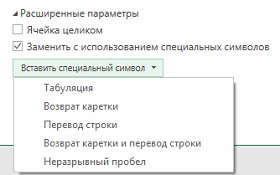 Расширенные параметры
Ячейка целиком
Заменить с использованием специальных символов
Вставить специальный символ
Табуляция
Возврат каретки
Перевод строки
Возврат каретки и перевод строки
Неразрывный пробел